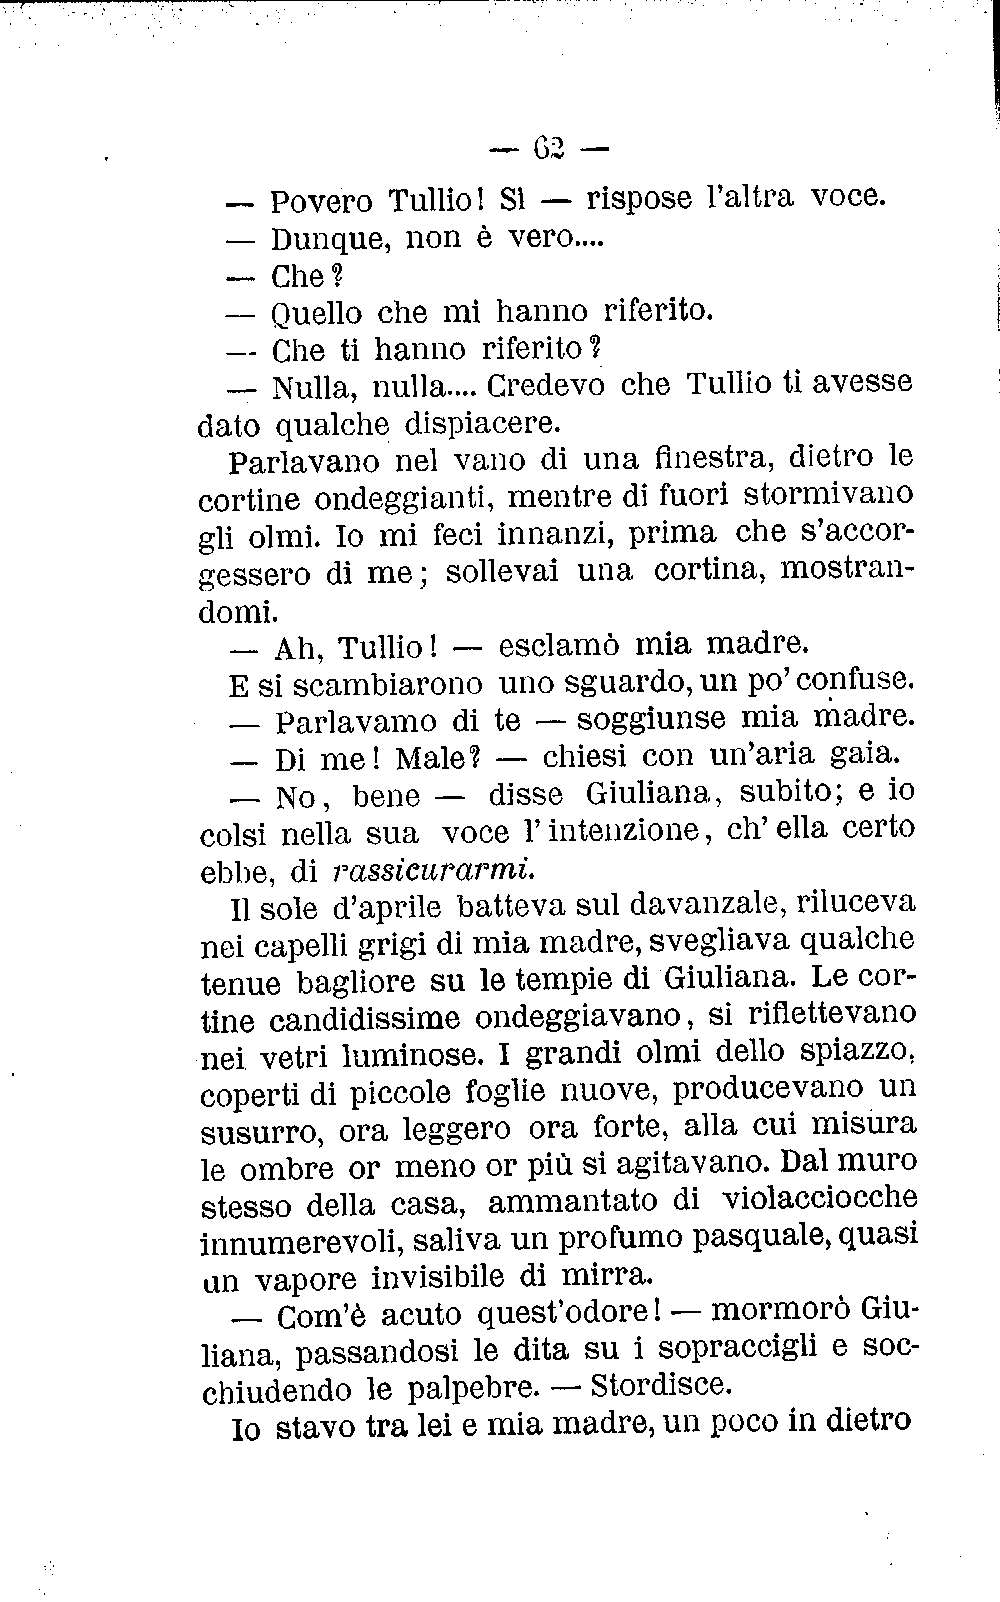 — 62 —
— Povero Tullio! Sì — rispose l'altra voce.
— Dunque, non è vero....
— Che?
— Quello che mi hanno riferito.
— Che ti hanno riferito?
— Nulla, nulla.... Credevo che Tullio ti avesse
dato qualche dispiacere.
Parlavano nel vano di una finestra, dietro le
cortine ondeggianti, mentre di fuori stormivano
gli olmi. Io mi feci innanzi, prima che s'accor-
gessero di me; sollevai una cortina, mostran-
domi.
— Ah, Tullio! — esclamò mia madre.
E si scambiarono uno sguardo, un po' confuse.
— Parlavamo di te — soggiunse mia madre.
— Di me! Male? — chiesi con un'aria gaia.
— No, bene — disse Giuliana, subito; e io
colsi nella sua voce l'intenzione, ch'ella certo
ebbe, di rassicurarmi.
Il sole d'aprile batteva sul davanzale, riluceva
nei capelli grigi di mia madre, svegliava qualche
tenue bagliore su le tempie di Giuliana. Le cor-
tine candidissime ondeggiavano, si riflettevano
nei vetri luminose. I grandi olmi dello spiazzo,
coperti di piccole foglie nuove, producevano un
susurro, ora leggero ora forte, alla cui misura
le ombre or meno or più si agitavano. Dal muro
stesso della casa, ammantato di violacciocche
innumerevoli, saliva un profumo pasquale, quasi
un vapore invisibile di mirra.
— Com'è acuto quest'odore! — mormorò Giu-
liana, passandosi le dita su i sopraccigli e soc-
chiudendo le palpebre. — Stordisce.
Io stavo tra lei e mia madre, un poco in dietro